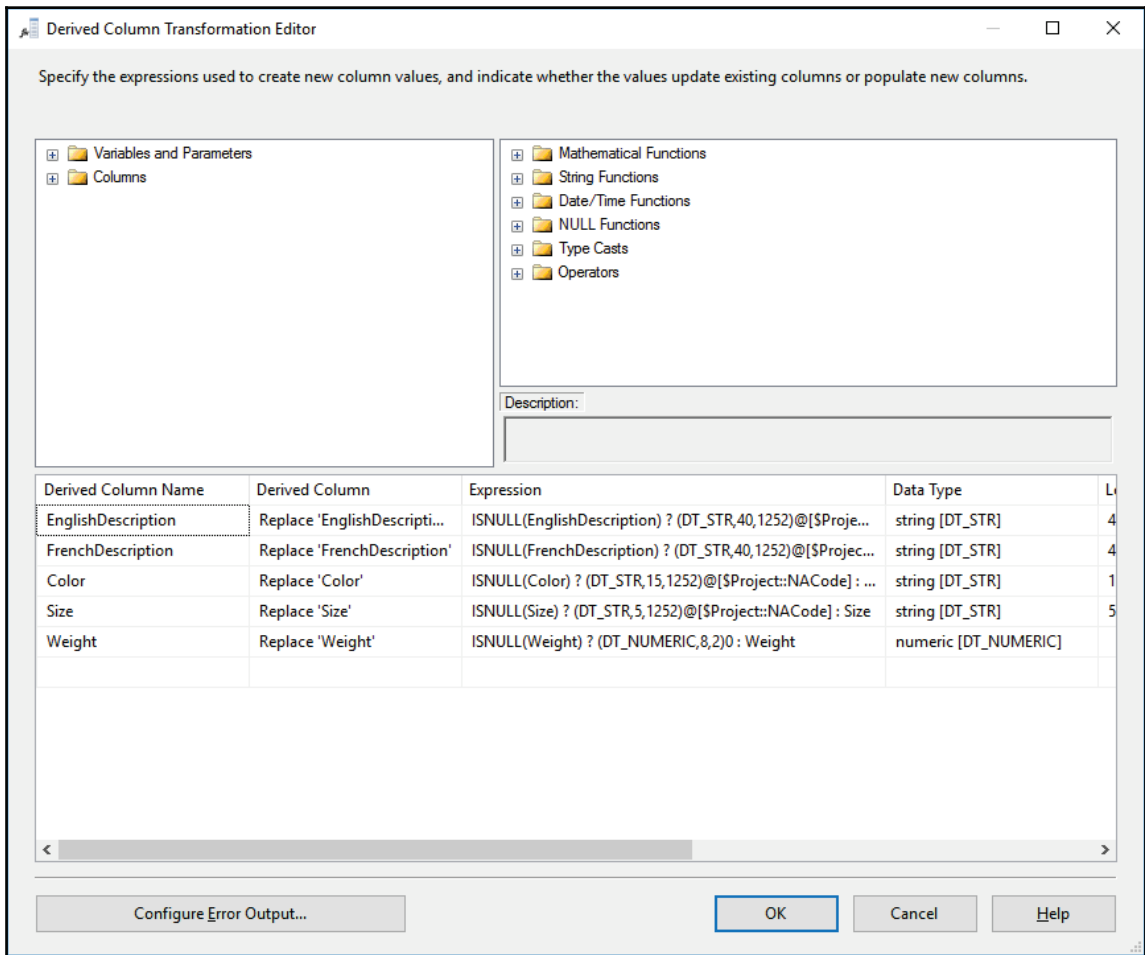 Derived Column Transformation Editor
Specify the expressions used to create new column values, and indicate whether the values update existing columns or populate new columns.
Variables and Parameters
Columns
Mathematical Functions
String Functions
Date/Time Functions
NULL Functions
Type Casts
Operators
Description:
Derived Column Name Derived Column Expression Data Type
EnglishDescription Replace 'EnglishDescripti... ISNULL(EnglishDescription) ? (DT_STR,40,1252)@[$Proje... string [DT_STR] 4
FrenchDescription Replace 'FrenchDescription' ISNULL(FrenchDescription) ? (DT_STR,40,1252)@[$Projec... string [DT_STR] 4
Color Replace 'Color' ISNULL(Color) ? (DT_STR,15,1252)@[$Project::NACode] : ... string [DT_STR] 1
Size Replace 'Size' ISNULL(Size) ? (DT_STR,5,1252)@[$Project::NACode] : Size string [DT_STR] 5
Weight Replace 'Weight' ISNULL(Weight) ? (DT_NUMERIC,8,2)0 : Weight numeric [DT_NUMERIC]
Configure Error Output... OK Cancel Help